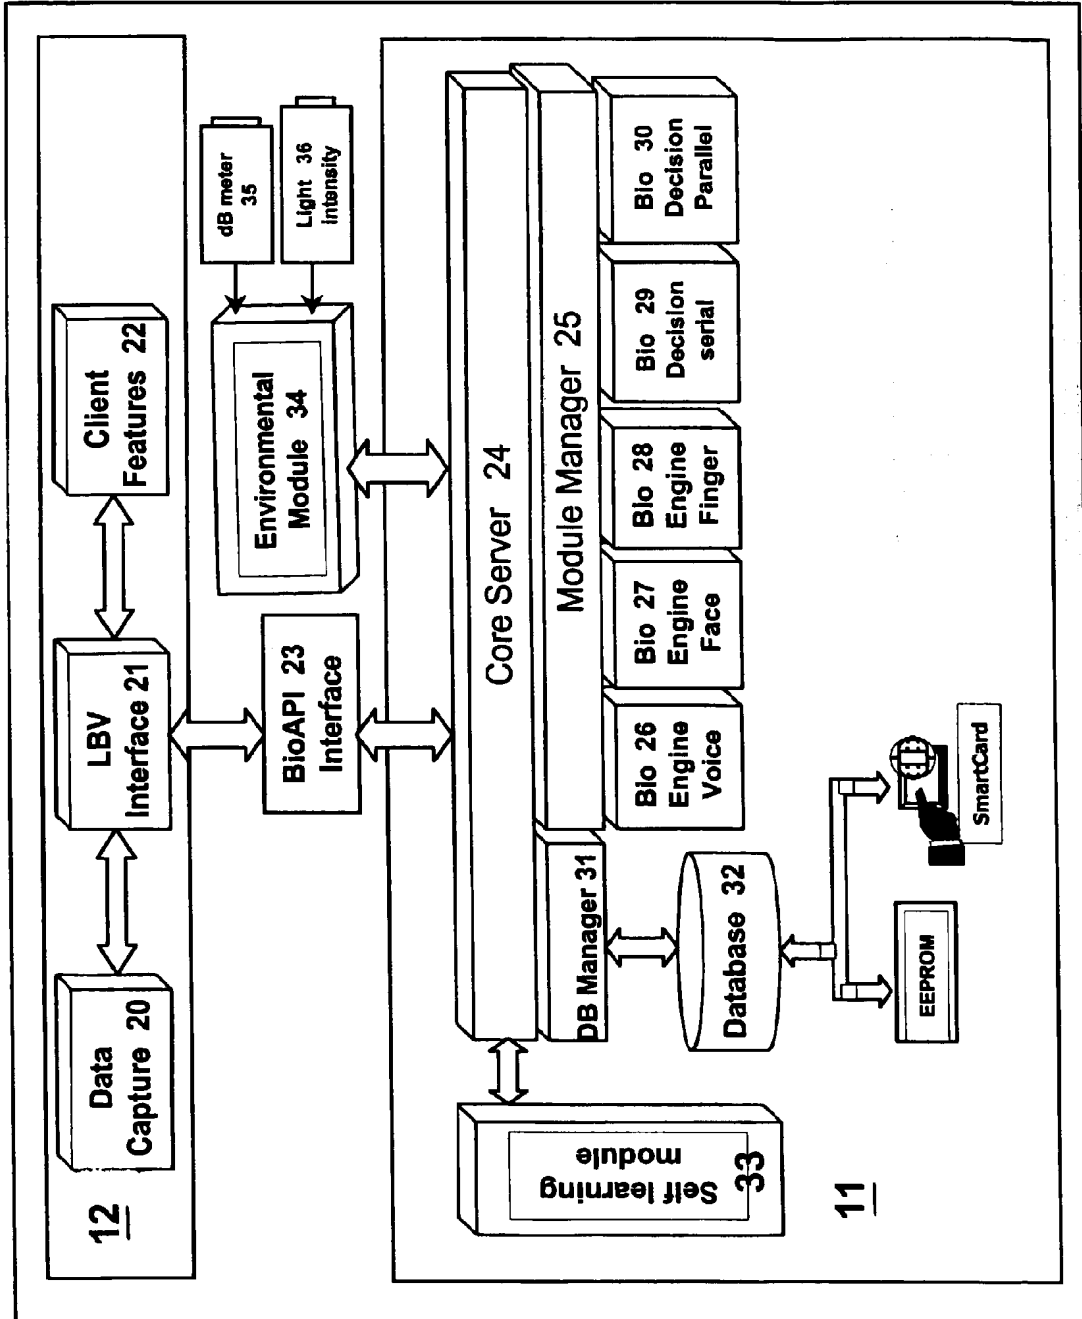 12
Data
Capture 20
LBV
Interface 21
Client
Features 22
BioAPI 23
Interface
Environmental
Module 34
dB meter
35
Light 36
intensity
Core Server 24
Module Manager 25
DB Manager 31
Bio 26
Engine
Voice
Bio 27
Engine
Face
Bio 28
Engine
Finger
Bio 29
Decision
serial
Bio 30
Decision
Parallel
Self learning
module
33
Database 32
EEPROM
SmartCard
11